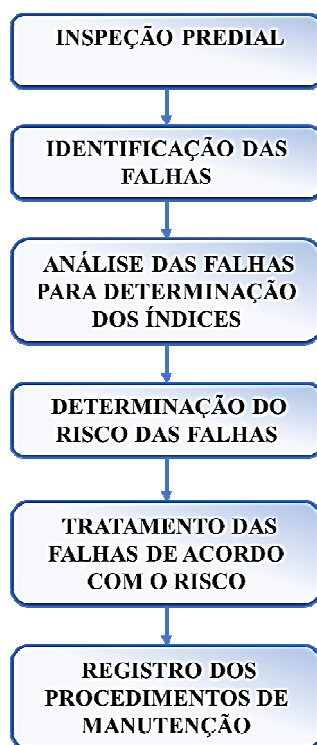 INSPEÇÃO PREDIAL
IDENTIFICAÇÃO DAS
FALHAS
ANÁLISE DAS FALHAS
PARA DETERMINAÇÃO
DOS ÍNDICES
DETERMINAÇÃO DO
RISCO DAS FALHAS
TRATAMENTO DAS
FALHAS DE ACORDO
COM O RISCO
REGISTRO DOS
PROCEDIMENTOS DE
MANUTENÇÃO